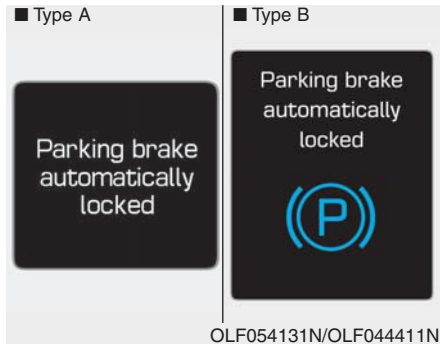 ■ Type A
Parking brake
automatically
locked
■ Type B
Parking brake
automatically
locked
P
OLF054131N/OLF044411N